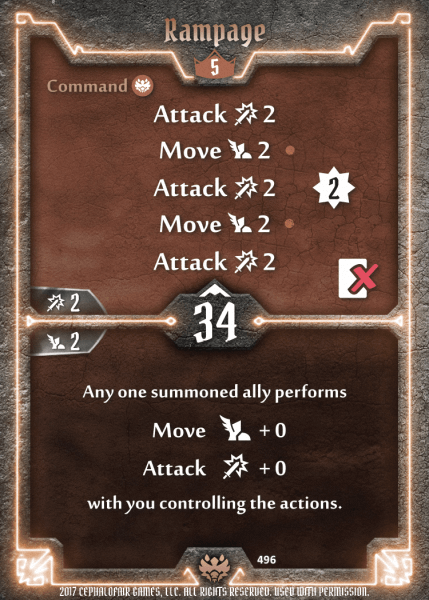 Rampage
5
Command
Attack 2
Move 2
Attack 2
2
Move 2
Attack 2
2
34
2
Any one summoned ally performs
Move + 0
Attack + 0
with you controlling the actions.
496
2017 CEPHALOFAIR GAMES, LLC. ALL RIGHTS RESERVED. USED WITH PERMISSION.